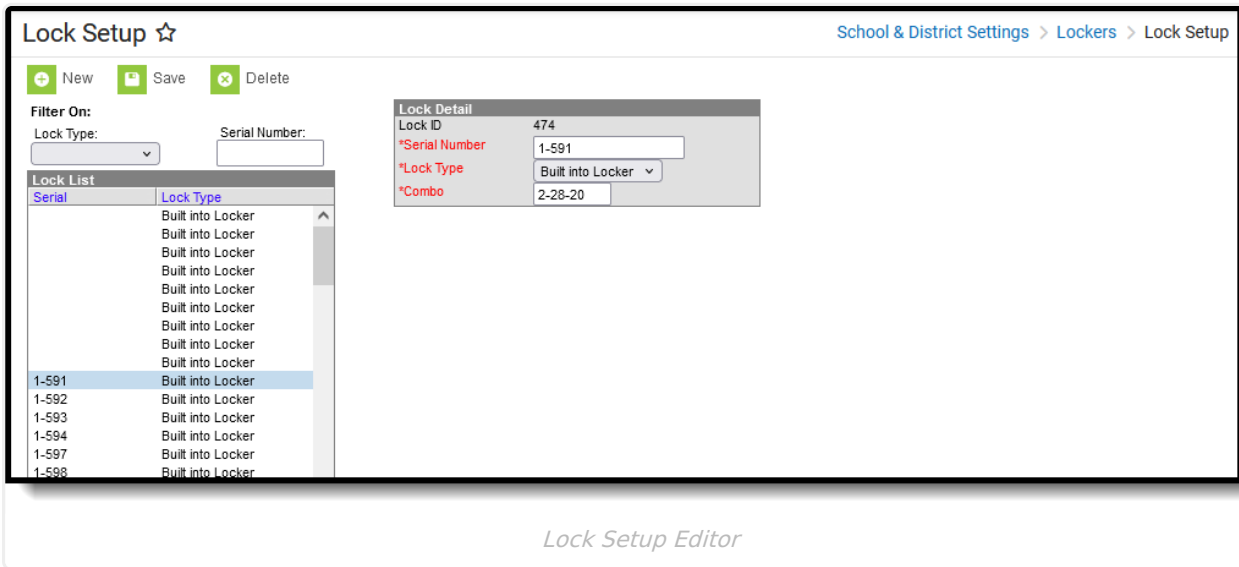 Lock Setup
School & District Settings > Lockers > Lock Setup
New Save Delete
Filter On:
Lock Type: Serial Number:
Lock List
Serial Lock Type
Built into Locker
Built into Locker
Built into Locker
Built into Locker
Built into Locker
Built into Locker
Built into Locker
Built into Locker
Built into Locker
1-591 Built into Locker
1-592 Built into Locker
1-593 Built into Locker
1-594 Built into Locker
1-597 Built into Locker
1-598 Built into Locker
Lock Detail
Lock ID 474
*Serial Number 1-591
*Lock Type Built into Locker
*Combo 2-28-20
Lock Setup Editor